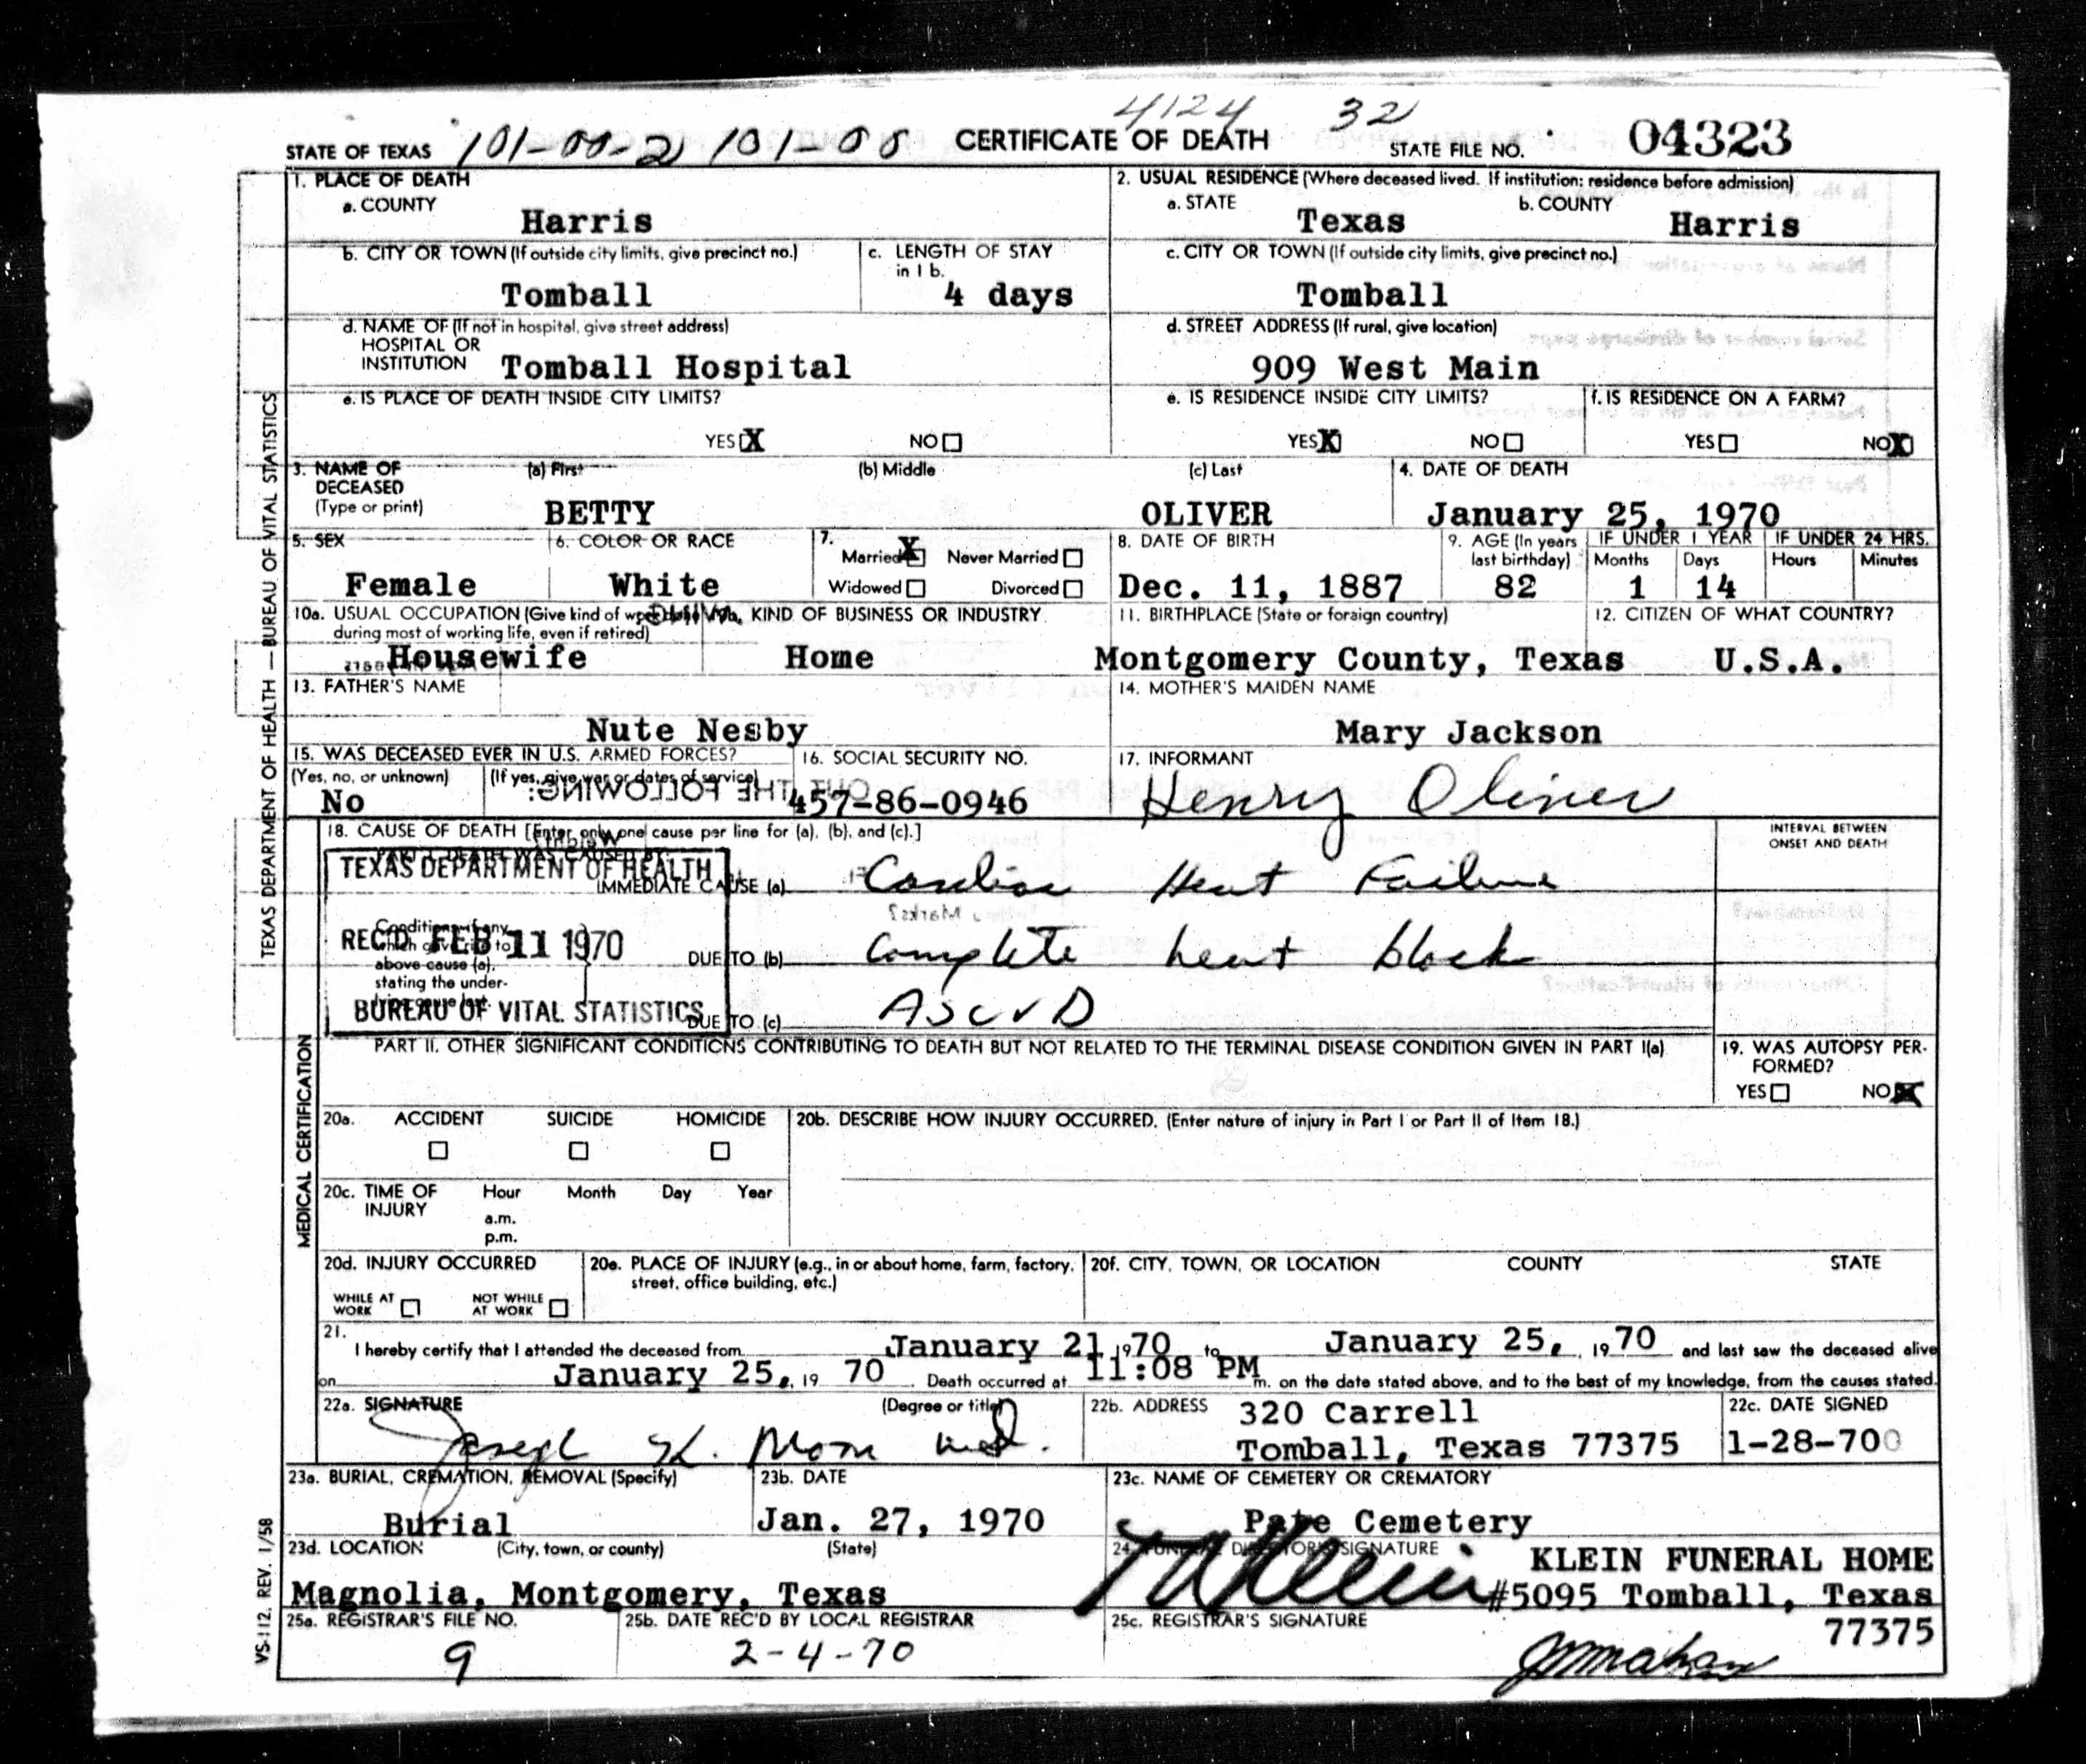 4124 32
STATE OF TEXAS 101-00-2 101-00 CERTIFICATE OF DEATH STATE FILE NO. 04323
1. PLACE OF DEATH
a. COUNTY
Harris
2. USUAL RESIDENCE (Where deceased lived. If institution: residence before admission)
a. STATE b. COUNTY
Texas Harris
b. CITY OR TOWN (If outside city limits, give precinct no.)
Tomball
c. LENGTH OF STAY
in 1 b.
4 days
c. CITY OR TOWN (If outside city limits, give precinct no.)
Tomball
d. NAME OF (If not in hospital, give street address)
HOSPITAL OR
INSTITUTION Tomball Hospital
d. STREET ADDRESS (If rural, give location)
909 West Main
e. IS PLACE OF DEATH INSIDE CITY LIMITS?
YES X NO
e. IS RESIDENCE INSIDE CITY LIMITS?
YES X NO
f. IS RESIDENCE ON A FARM?
YES NO X
3. NAME OF DECEASED (Type or print)
(a) First (b) Middle (c) Last
BETTY OLIVER
4. DATE OF DEATH
January 25, 1970
5. SEX
Female
6. COLOR OR RACE
White
7.
Married X Never Married
Widowed Divorced
8. DATE OF BIRTH
Dec. 11, 1887
9. AGE (In years
last birthday)
82
IF UNDER 1 YEAR
Months Days
1 14
IF UNDER 24 HRS.
Hours Minutes
10a. USUAL OCCUPATION (Give kind of work
during most of working life, even if retired)
Housewife
KIND OF BUSINESS OR INDUSTRY
Home
11. BIRTHPLACE (State or foraign country)
Montgomery County, Texas
12. CITIZEN OF WHAT COUNTRY?
U.S.A.
13. FATHER'S NAME
Nute Nesby
14. MOTHER'S MAIDEN NAME
Mary Jackson
15. WAS DECEASED EVER IN U.S. ARMED FORCES?
(Yes, no, or unknown) (If yes, give war or dates of service)
No
16. SOCIAL SECURITY NO.
457-86-0946
17. INFORMANT
Henry Oliver
18. CAUSE OF DEATH [Enter only one cause per line for (a), (b), and (c).]
INTERVAL BETWEEN
ONSET AND DEATH
PART I. DEATH WAS CAUSED BY:
TEXAS DEPARTMENT OF HEALTH
IMMEDIATE CAUSE (a) Cardiac Heart Failure
Conditions, if any,
which gave rise to
above cause (a),
stating the under-
lying cause last.
REC'D FEB 11 1970
BUREAU OF VITAL STATISTICS
DUE TO (b) Complete heart block
DUE TO (c) ASCVD
PART II. OTHER SIGNIFICANT CONDITIONS CONTRIBUTING TO DEATH BUT NOT RELATED TO THE TERMINAL DISEASE CONDITION GIVEN IN PART I(a)
19. WAS AUTOPSY PER-
FORMED?
YES NO X
20a. ACCIDENT SUICIDE HOMICIDE
20b. DESCRIBE HOW INJURY OCCURRED. (Enter nature of injury in Part I or Part II of Item 18.)
20c. TIME OF
INJURY
Hour Month Day Year
a.m.
p.m.
20d. INJURY OCCURRED
WHILE AT
WORK
NOT WHILE
AT WORK
20e. PLACE OF INJURY (e.g., in or about home, farm, factory,
street, office building, etc.)
20f. CITY, TOWN, OR LOCATION COUNTY STATE
21.
I hereby certify that I attended the deceased from January 21 1970 to January 25, 1970 and last saw the deceased alive
on January 25, 19 70. Death occurred at 11:08 PM m. on the date stated above, and to the best of my knowledge, from the causes stated.
22a. SIGNATURE (Degree or title)
Joseph M.D.
22b. ADDRESS 320 Carrell
Tomball, Texas 77375
22c. DATE SIGNED
1-28-70
23a. BURIAL, CREMATION, REMOVAL (Specify)
Burial
23b. DATE
Jan. 27, 1970
23c. NAME OF CEMETERY OR CREMATORY
Pate Cemetery
23d. LOCATION (City, town, or county) (State)
Magnolia, Montgomery, Texas
24. FUNERAL DIRECTOR'S SIGNATURE
Klein
KLEIN FUNERAL HOME
#5095 Tomball, Texas
77375
25a. REGISTRAR'S FILE NO.
9
25b. DATE REC'D BY LOCAL REGISTRAR
2-4-70
25c. REGISTRAR'S SIGNATURE
TEXAS DEPARTMENT OF HEALTH — BUREAU OF VITAL STATISTICS
MEDICAL CERTIFICATION
VS-112. REV. 1/58